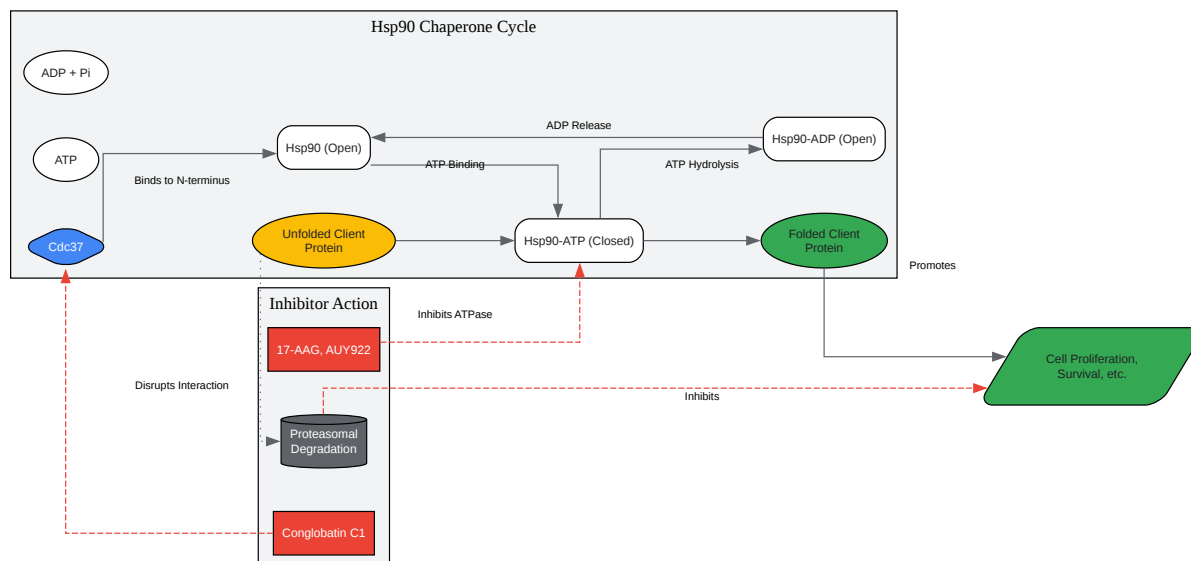 Hsp90 Chaperone Cycle
ADP + Pi
ADP Release
Hsp90-ADP (Open)
Hsp90 (Open)
ATP
ATP Binding
ATP Hydrolysis
Binds to N-terminus
Cdc37
Unfolded Client
Protein
Hsp90-ATP (Closed)
Folded Client
Protein
Promotes
Inhibitor Action
Inhibits ATPase
17-AAG, AUY922
Cell Proliferation,
Survival, etc.
Disrupts Interaction
Inhibits
Proteasomal
Degradation
Conglobatin C1